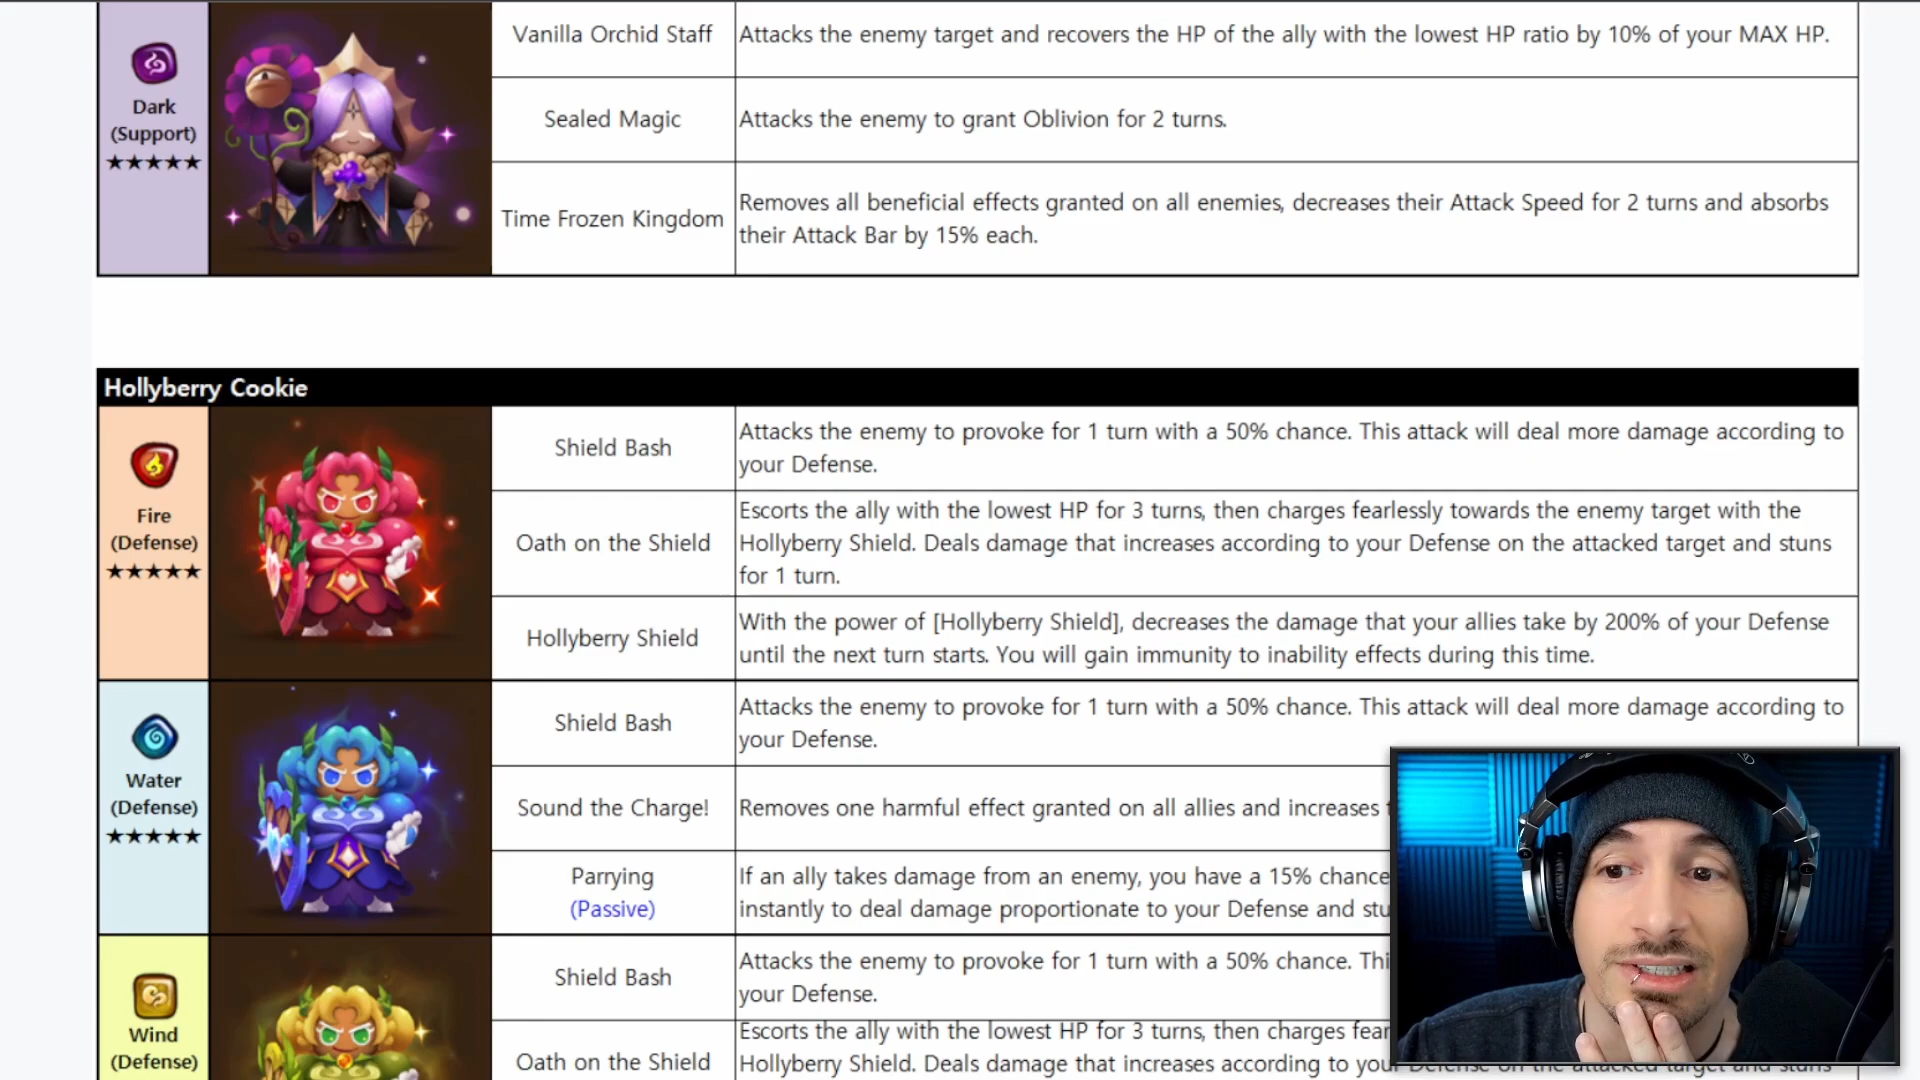 Dark
(Support)
★★★★★
Vanilla Orchid Staff
Attacks the enemy target and recovers the HP of the ally with the lowest HP ratio by 10% of your MAX HP.
Sealed Magic
Attacks the enemy to grant Oblivion for 2 turns.
Time Frozen Kingdom
Removes all beneficial effects granted on all enemies, decreases their Attack Speed for 2 turns and absorbs
their Attack Bar by 15% each.
Hollyberry Cookie
Fire
(Defense)
★★★★★
Shield Bash
Attacks the enemy to provoke for 1 turn with a 50% chance. This attack will deal more damage according to
your Defense.
Oath on the Shield
Escorts the ally with the lowest HP for 3 turns, then charges fearlessly towards the enemy target with the
Hollyberry Shield. Deals damage that increases according to your Defense on the attacked target and stuns
for 1 turn.
Hollyberry Shield
With the power of [Hollyberry Shield], decreases the damage that your allies take by 200% of your Defense
until the next turn starts. You will gain immunity to inability effects during this time.
Water
(Defense)
★★★★★
Shield Bash
Attacks the enemy to provoke for 1 turn with a 50% chance. This attack will deal more damage according to
your Defense.
Sound the Charge!
Removes one harmful effect granted on all allies and increases
Parrying
(Passive)
If an ally takes damage from an enemy, you have a 15% chance
instantly to deal damage proportionate to your Defense and
Wind
(Defense)
Shield Bash
Attacks the enemy to provoke for 1 turn with a 50% chance.
your Defense.
Oath on the Shield
Escorts the ally with the lowest HP for 3 turns, then charges
Hollyberry Shield. Deals damage that increases according to your Defense on the attacked target and stuns